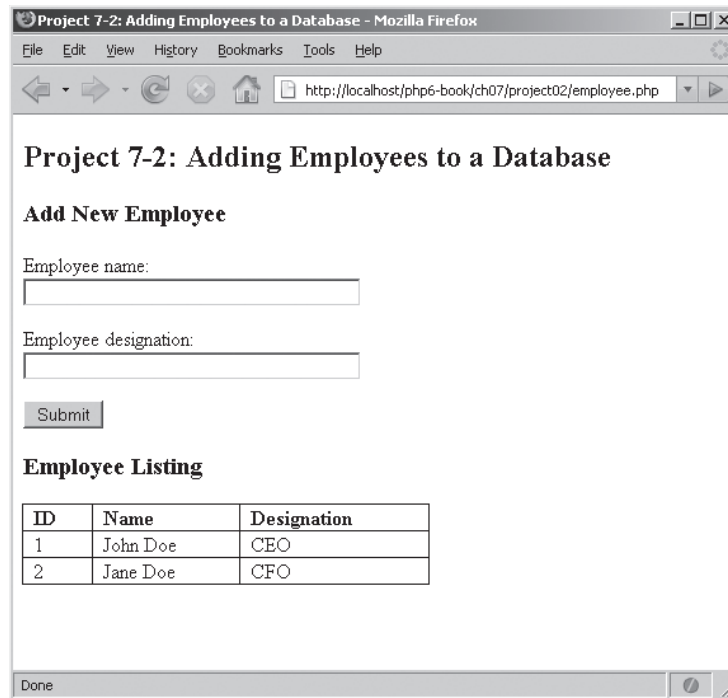 Project 7-2: Adding Employees to a Database - Mozilla Firefox
File Edit View History Bookmarks Tools Help
http://localhost/php6-book/ch07/project02/employee.php
Project 7-2: Adding Employees to a Database
Add New Employee
Employee name:
Employee designation:
Submit
Employee Listing
ID Name Designation
1 John Doe CEO
2 Jane Doe CFO
Done